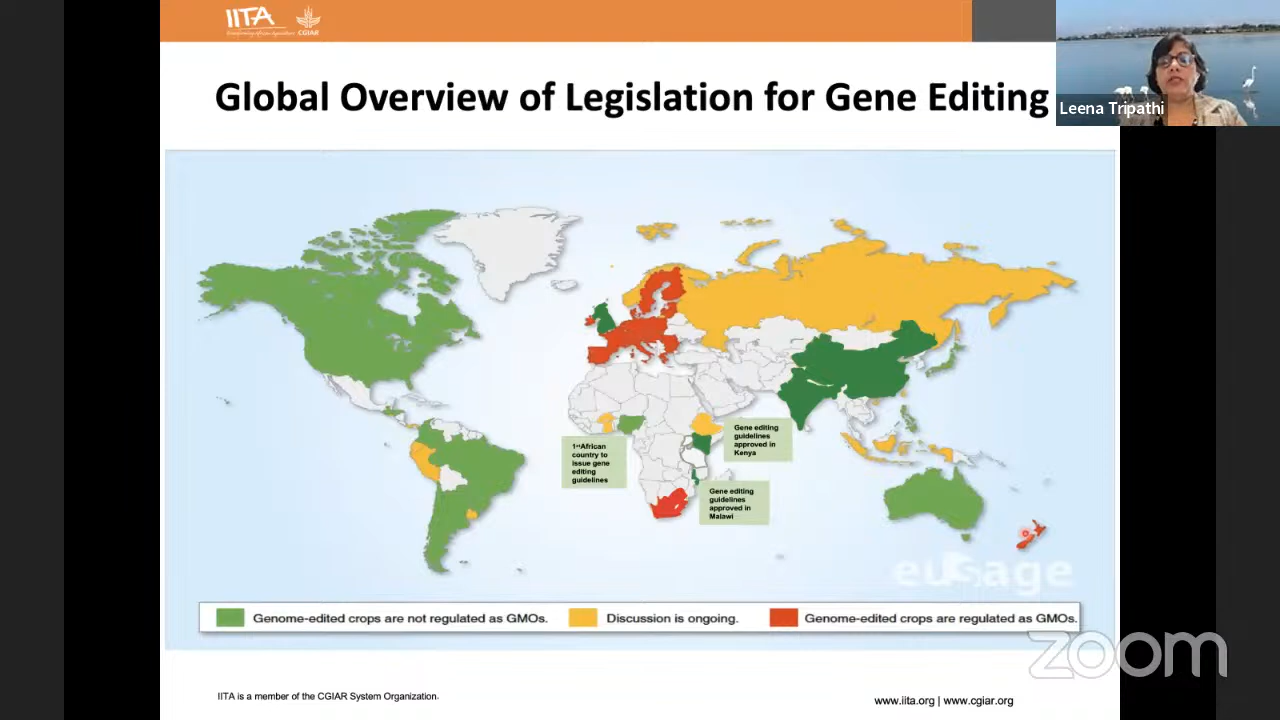 IITA
CGIAR
Global Overview of Legislation for Gene Editing
Leena Tripathi
1st African
country to
issue gene
editing
guidelines
Gene editing
guidelines
approved in
Kenya
Gene editing
guidelines
approved in
Malawi
Genome-edited crops are not regulated as GMOs.
Discussion is ongoing.
Genome-edited crops are regulated as GMOs.
zoom
IITA is a member of the CGIAR System Organization.
www.iita.org | www.cgiar.org